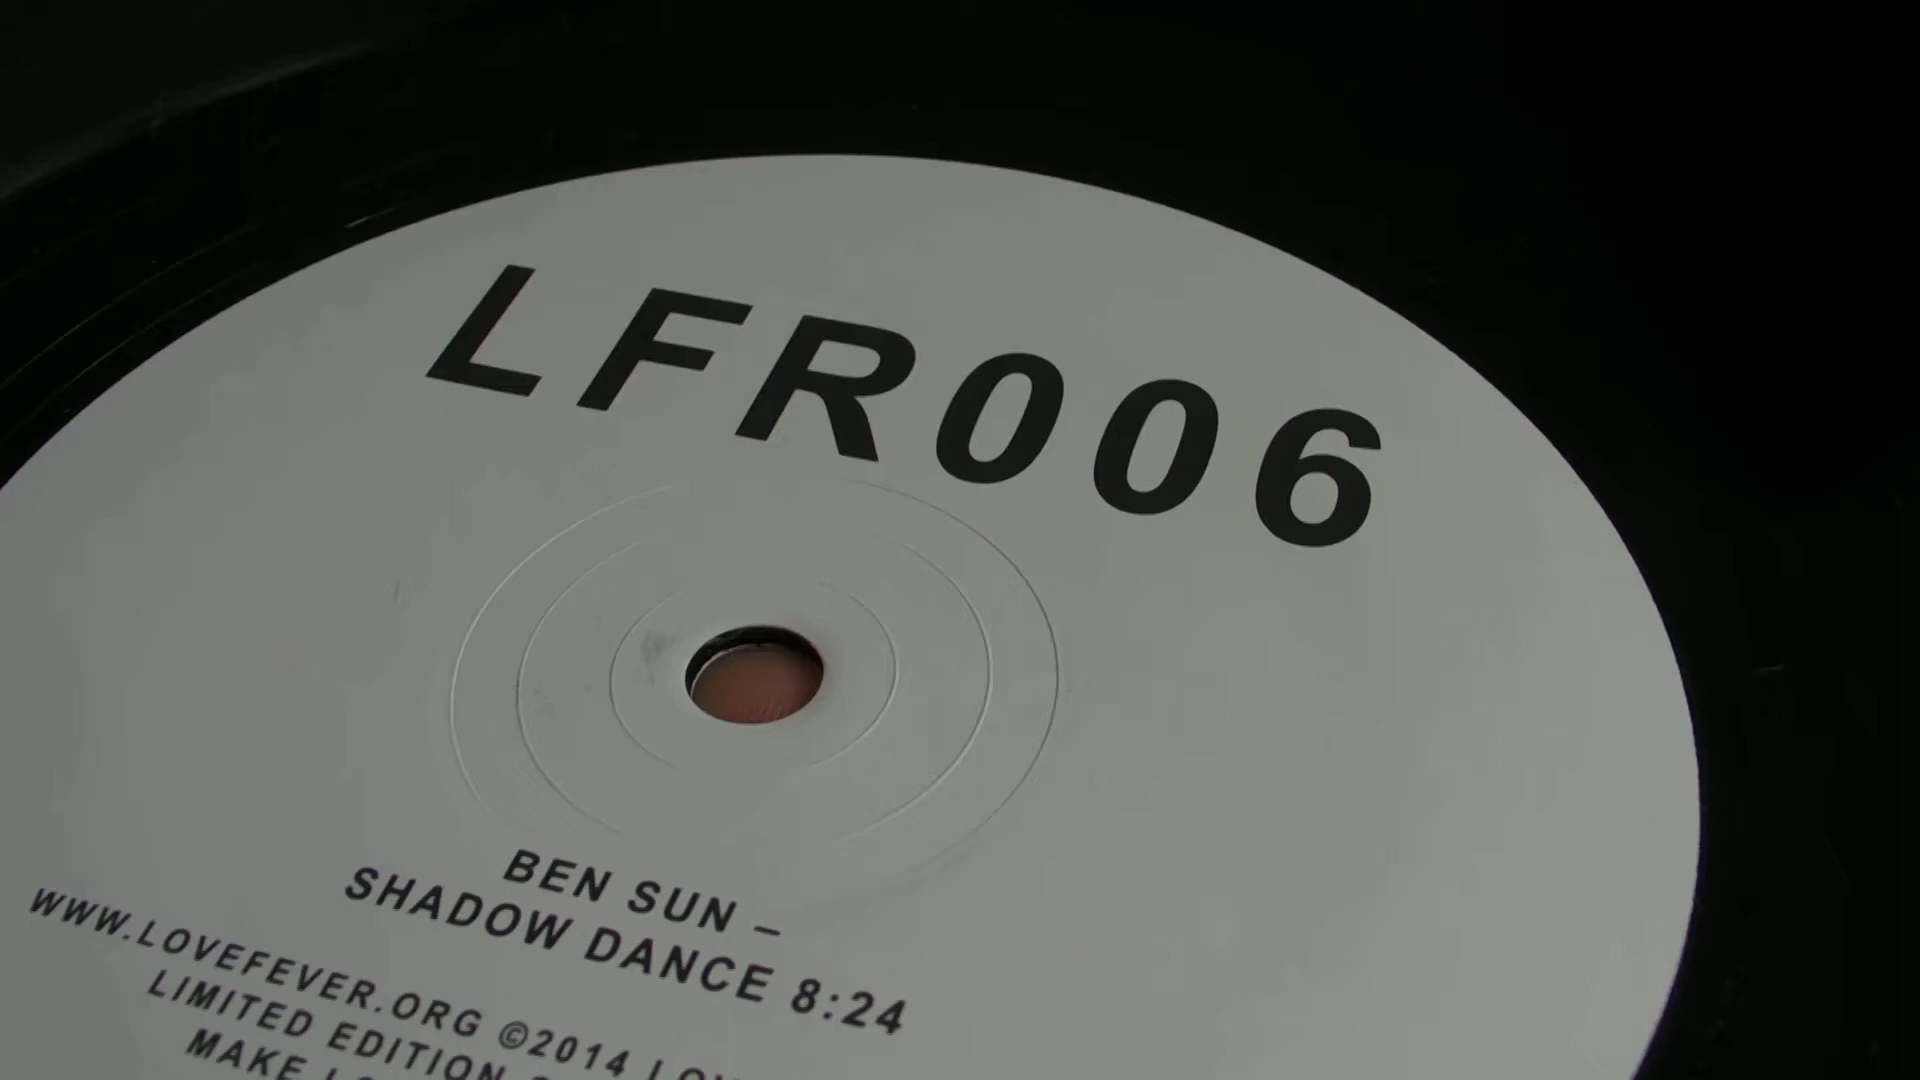 LFR006
BEN SUN –
SHADOW DANCE 8:24
WWW.LOVEFEVER.ORG ©2014
LIMITED EDITION
MAKE